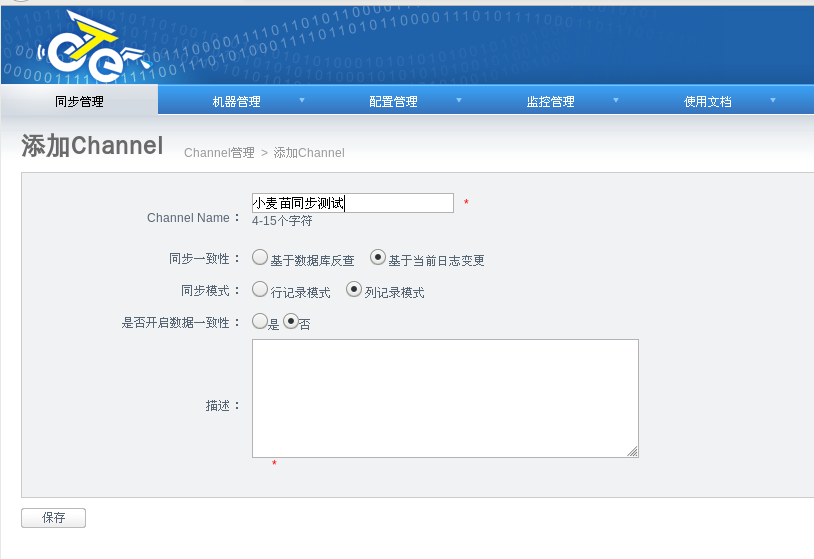 同步管理 机器管理 配置管理 监控管理 使用文档
添加Channel Channel管理 > 添加Channel
Channel Name： 小麦苗同步测试 *
4-15个字符
同步一致性： 基于数据库反查 基于当前日志变更
同步模式： 行记录模式 列记录模式
是否开启数据一致性： 是 否
描述：
*
保存